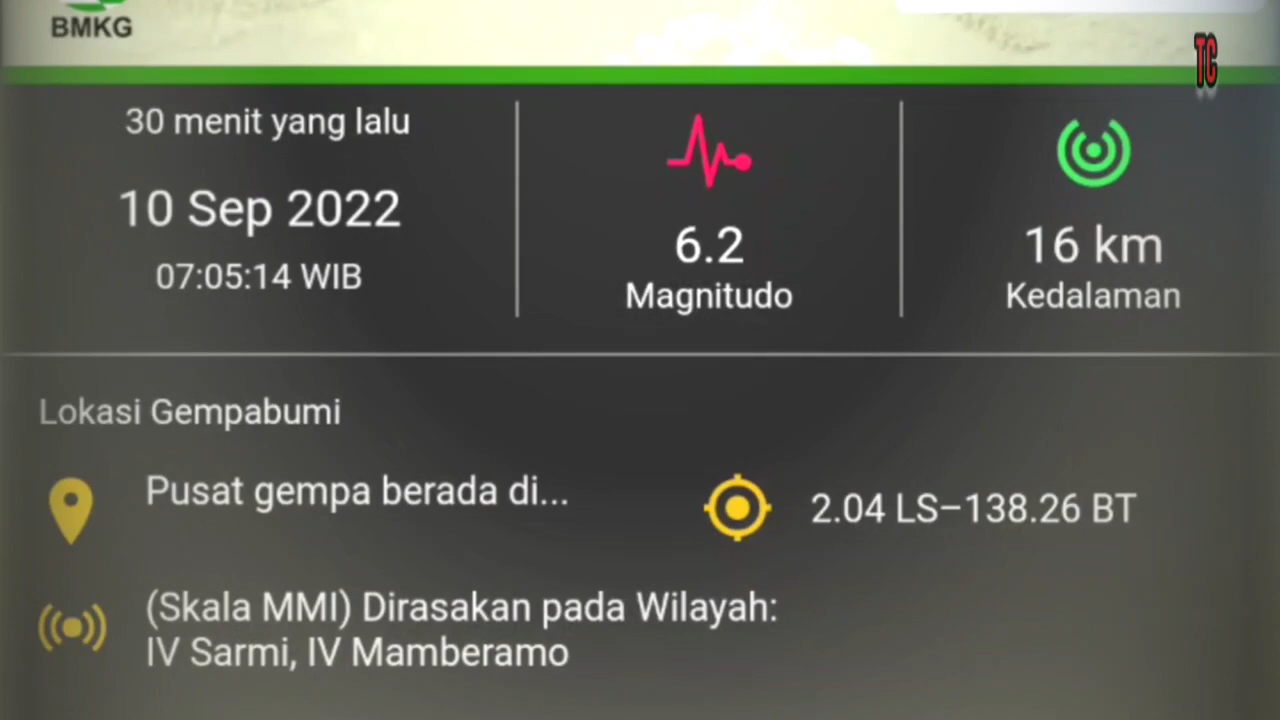 BMKG
TC
30 menit yang lalu
10 Sep 2022
07:05:14 WIB
6.2
Magnitudo
16 km
Kedalaman
Lokasi Gempabumi
Pusat gempa berada di...
2.04 LS–138.26 BT
(Skala MMI) Dirasakan pada Wilayah:
IV Sarmi, IV Mamberamo